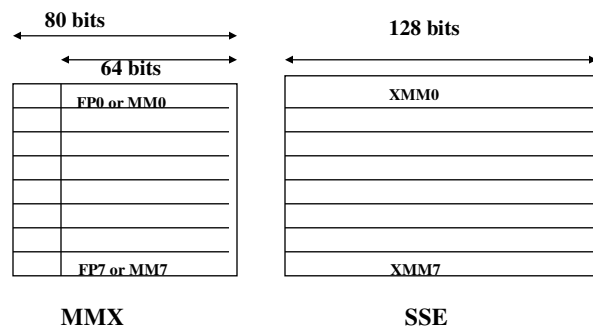 80 bits
128 bits
64 bits
FP0 or MM0
XMM0
FP7 or MM7
XMM7
MMX
SSE